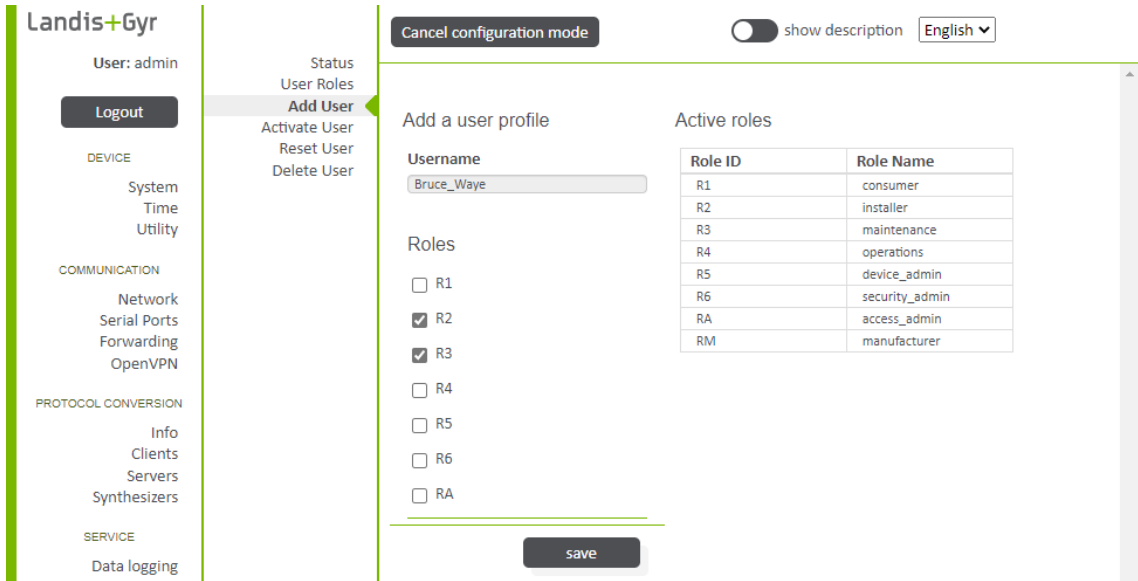 Landis+Gyr
User: admin
Logout
DEVICE
System
Time
Utility
COMMUNICATION
Network
Serial Ports
Forwarding
OpenVPN
PROTOCOL CONVERSION
Info
Clients
Servers
Synthesizers
SERVICE
Data logging
Status
User Roles
Add User
Activate User
Reset User
Delete User
Cancel configuration mode
show description
English
Add a user profile
Username
Bruce_Waye
Roles
R1
R2
R3
R4
R5
R6
RA
save
Active roles
Role ID Role Name
R1 consumer
R2 installer
R3 maintenance
R4 operations
R5 device_admin
R6 security_admin
RA access_admin
RM manufacturer